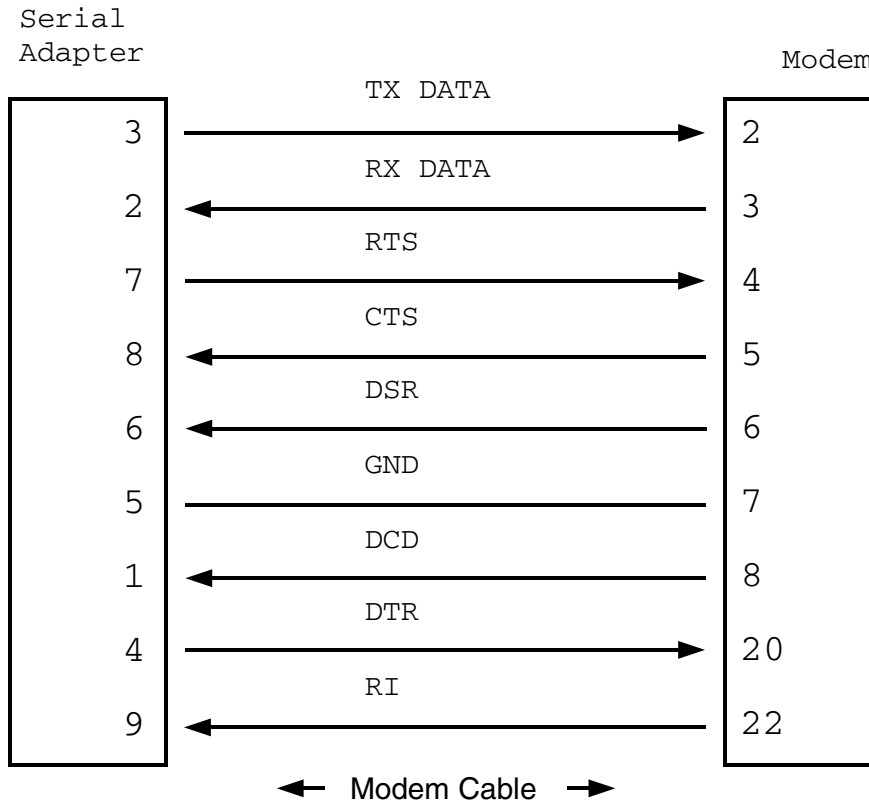 Serial
Adapter
Modem
TX DATA
3 2
RX DATA
2 3
RTS
7 4
CTS
8 5
DSR
6 6
GND
5 7
DCD
1 8
DTR
4 20
RI
9 22
Modem Cable